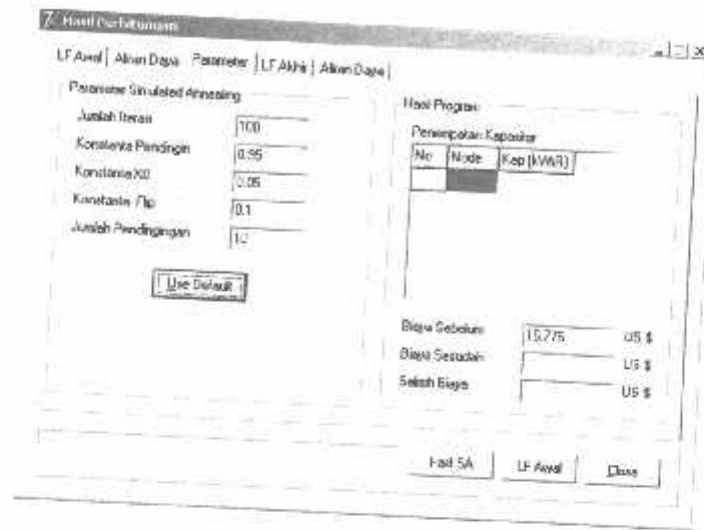 Hasil Perhitungan
LF Awal Aliran Daya Parameter LF Akhir Aliran Daya
Parameter Simulated Annealing
Jumlah Iterasi 100
Konstanta Pendingin 0.95
Konstanta X0 0.05
Konstanta Flip 0.1
Jumlah Pendinginan 10
Use Default
Hasil Program
Penempatan Kapasitor
No Node Kap (kVAR)
Biaya Sebelum 15.776 US $
Biaya Sesudah US $
Selisih Biaya US $
Hasil SA LF Awal Close